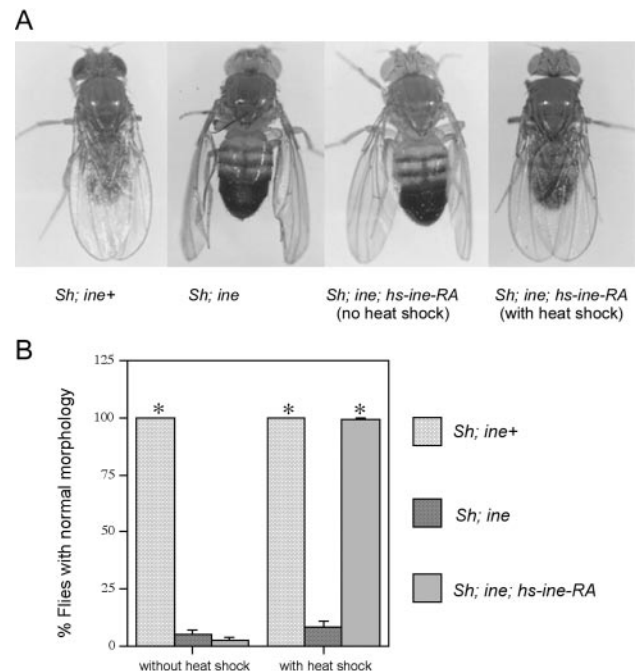 A
Sh; ine+
Sh; ine
Sh; ine; hs-ine-RA
(no heat shock)
Sh; ine; hs-ine-RA
(with heat shock)
B
% Flies with normal morphology
125
100
75
50
25
0
*
*
*
without heat shock
with heat shock
Sh; ine+
Sh; ine
Sh; ine; hs-ine-RA